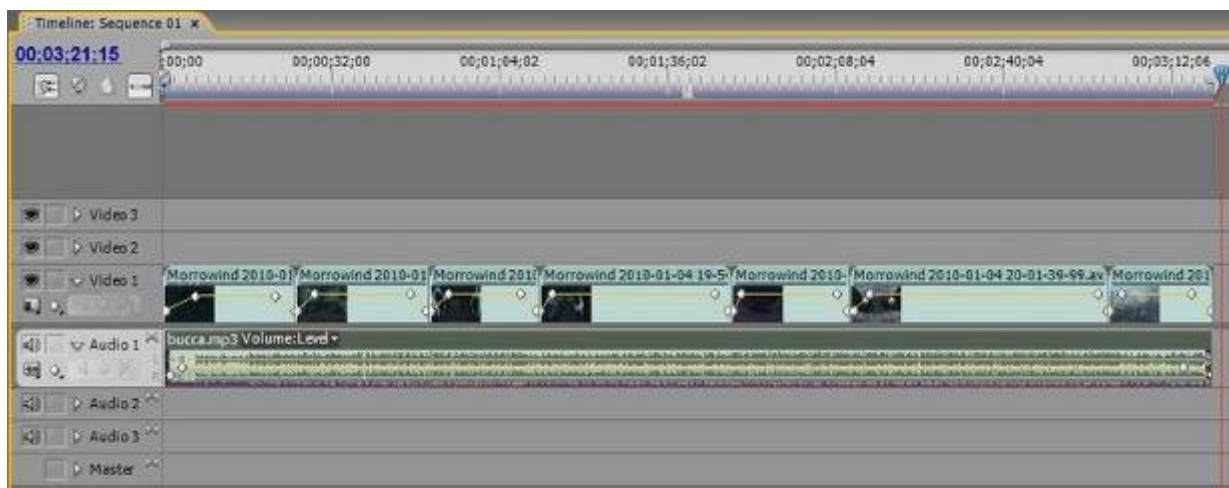 Timeline: Sequence 01 x
00;03;21;15
;00;00 00;00;32;00 00;01;04;02 00;01;36;02 00;02;08;04 00;02;40;04 00;03;12;06
Video 3
Video 2
Video 1
Morrowind 2010-01 Morrowind 2010-01 Morrowind 201 Morrowind 2010-01-04 19-5 Morrowind 2010- Morrowind 2010-01-04 20-01-39-99.av Morrowind 201
Audio 1
bucca.mp3 Volume:Level
Audio 2
Audio 3
Master